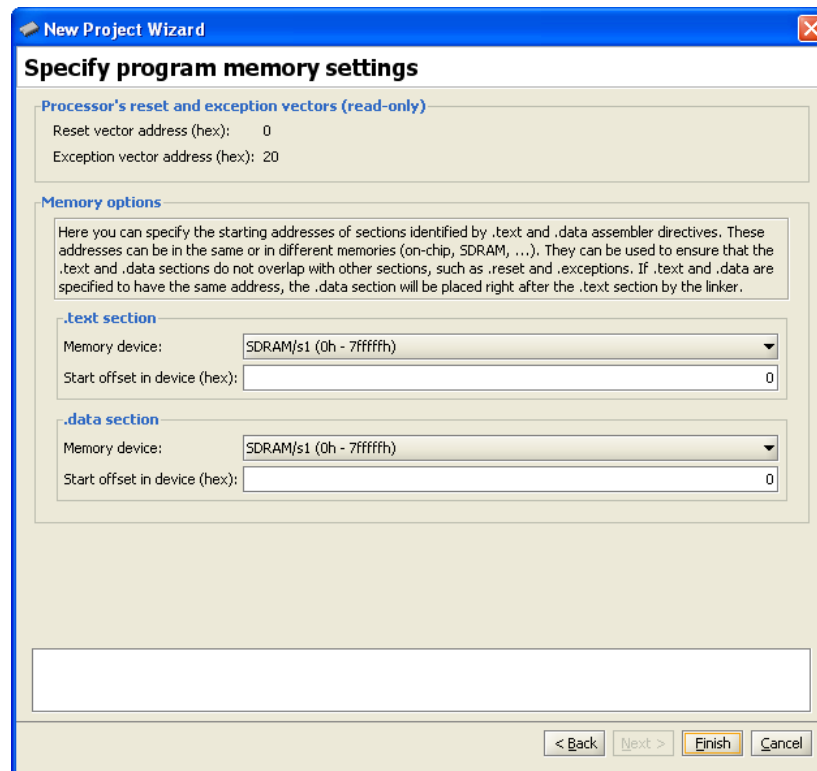 New Project Wizard
Specify program memory settings
Processor's reset and exception vectors (read-only)
Reset vector address (hex): 0
Exception vector address (hex): 20
Memory options
Here you can specify the starting addresses of sections identified by .text and .data assembler directives. These
addresses can be in the same or in different memories (on-chip, SDRAM, ...). They can be used to ensure that the
.text and .data sections do not overlap with other sections, such as .reset and .exceptions. If .text and .data are
specified to have the same address, the .data section will be placed right after the .text section by the linker.
.text section
Memory device: SDRAM/s1 (0h - 7fffffh)
Start offset in device (hex): 0
.data section
Memory device: SDRAM/s1 (0h - 7fffffh)
Start offset in device (hex): 0
< Back Next > Finish Cancel